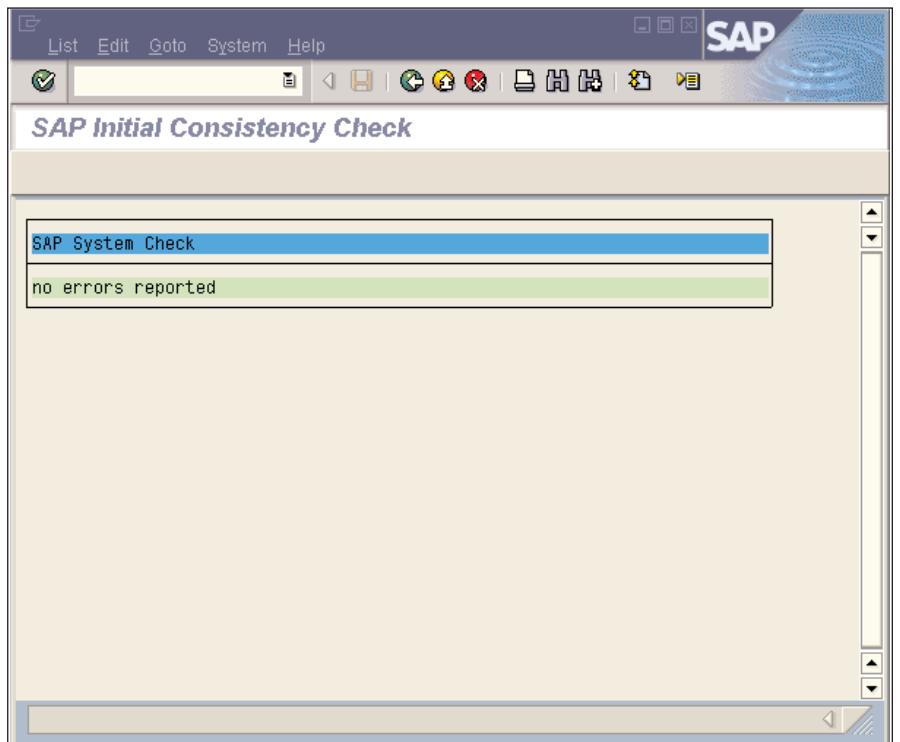 List Edit Goto System Help
SAP
SAP Initial Consistency Check
SAP System Check
no errors reported